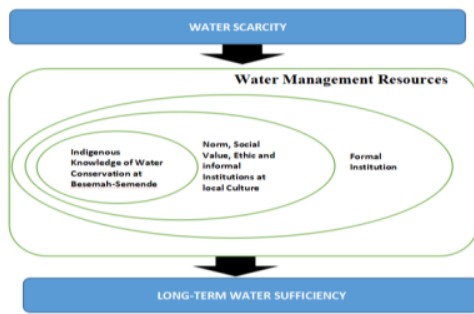 WATER SCARCITY
Water Management Resources
Indigenous
Knowledge of Water
Conservation at
Besemah-Semende
Norm, Social
Value, Ethic and
informal
Institutions at
local Culture
Formal
Institution
LONG-TERM WATER SUFFICIENCY